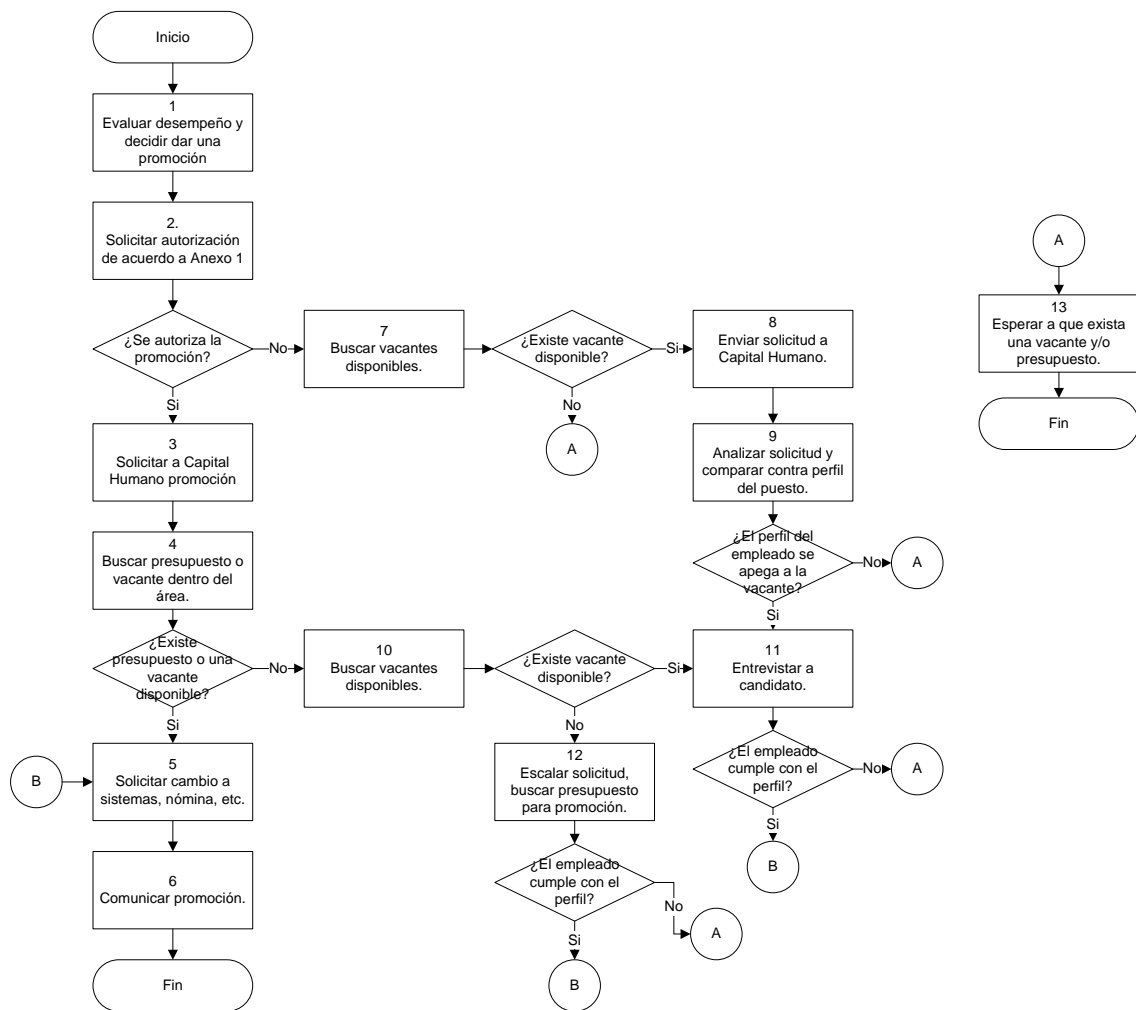 Inicio
1
Evaluar desempeño y
decidir dar una
promoción
2.
Solicitar autorización
de acuerdo a Anexo 1
¿Se autoriza la
promoción?
No
7
Buscar vacantes
disponibles.
¿Existe vacante
disponible?
Si
8
Enviar solicitud a
Capital Humano.
No
A
Si
3
Solicitar a Capital
Humano promoción
9
Analizar solicitud y
comparar contra perfil
del puesto.
4
Buscar presupuesto o
vacante dentro del
área.
¿El perfil del
empleado se
apega a la
vacante?
No
A
Si
¿Existe
presupuesto o una
vacante
disponible?
No
10
Buscar vacantes
disponibles.
¿Existe vacante
disponible?
Si
11
Entrevistar a
candidato.
Si
No
B
5
Solicitar cambio a
sistemas, nómina, etc.
12
Escalar solicitud,
buscar presupuesto
para promoción.
¿El empleado
cumple con el
perfil?
No
A
Si
B
6
Comunicar promoción.
¿El empleado
cumple con el
perfil?
No
A
Si
B
Fin
A
13
Esperar a que exista
una vacante y/o
presupuesto.
Fin